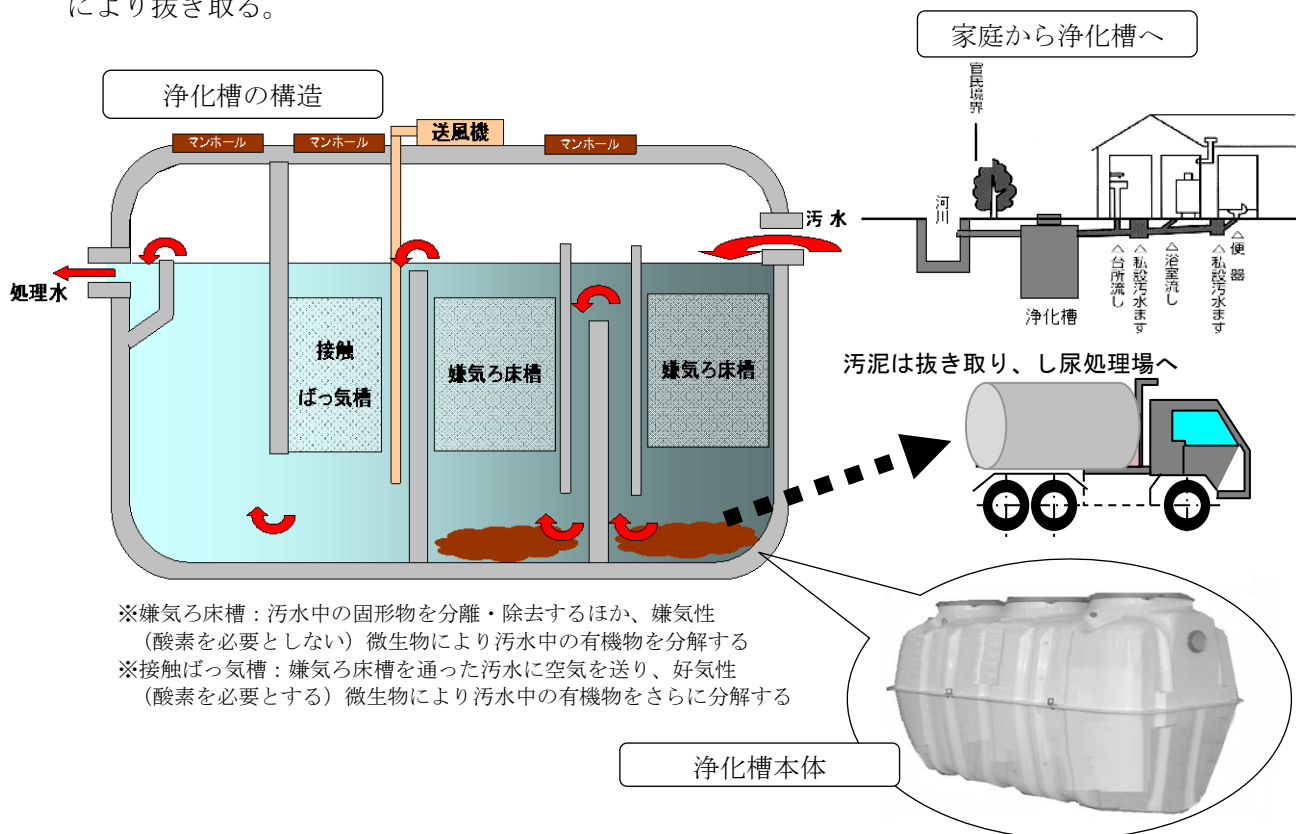 により抜き取る。
家庭から浄化槽へ
浄化槽の構造
官民境界
マンホール
マンホール
送風機
マンホール
汚水
河川
処理水
接触
ばっ気槽
嫌気ろ床槽
嫌気ろ床槽
浄化槽
△台所流し
△私設汚水ます
△浴室流し
△私設汚水ます
△便器
汚泥は抜き取り、し尿処理場へ
※嫌気ろ床槽：汚水中の固形物を分離・除去するほか、嫌気性
（酸素を必要としない）微生物により汚水中の有機物を分解する
※接触ばっ気槽：嫌気ろ床槽を通った汚水に空気を送り、好気性
（酸素を必要とする）微生物により汚水中の有機物をさらに分解する
浄化槽本体